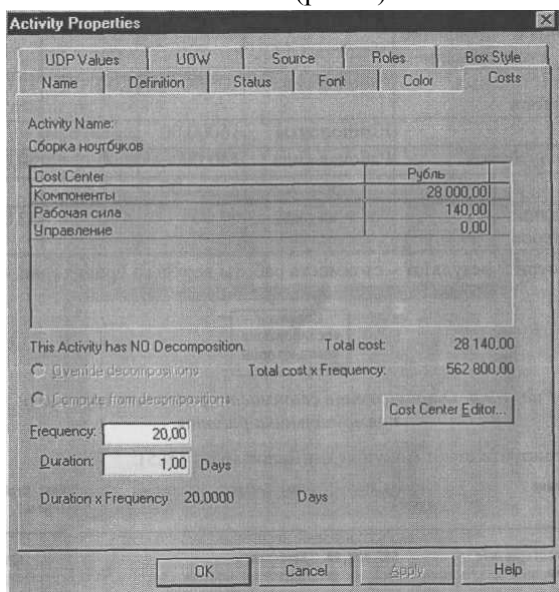 Activity Properties
UDP Values UOW Source Roles Box Style
Name Definition Status Font Color Costs
Activity Name:
Сборка ноутбуков
Cost Center Рубль
Компоненты 28 000,00
Рабочая сила 140,00
Управление 0,00
This Activity has NO Decomposition. Total cost: 28 140,00
Override decompositions Total cost x Frequency: 562 800,00
Compute from decompositions
Cost Center Editor...
Frequency: 20,00
Duration: 1,00 Days
Duration x Frequency 20,0000 Days
OK Cancel Apply Help